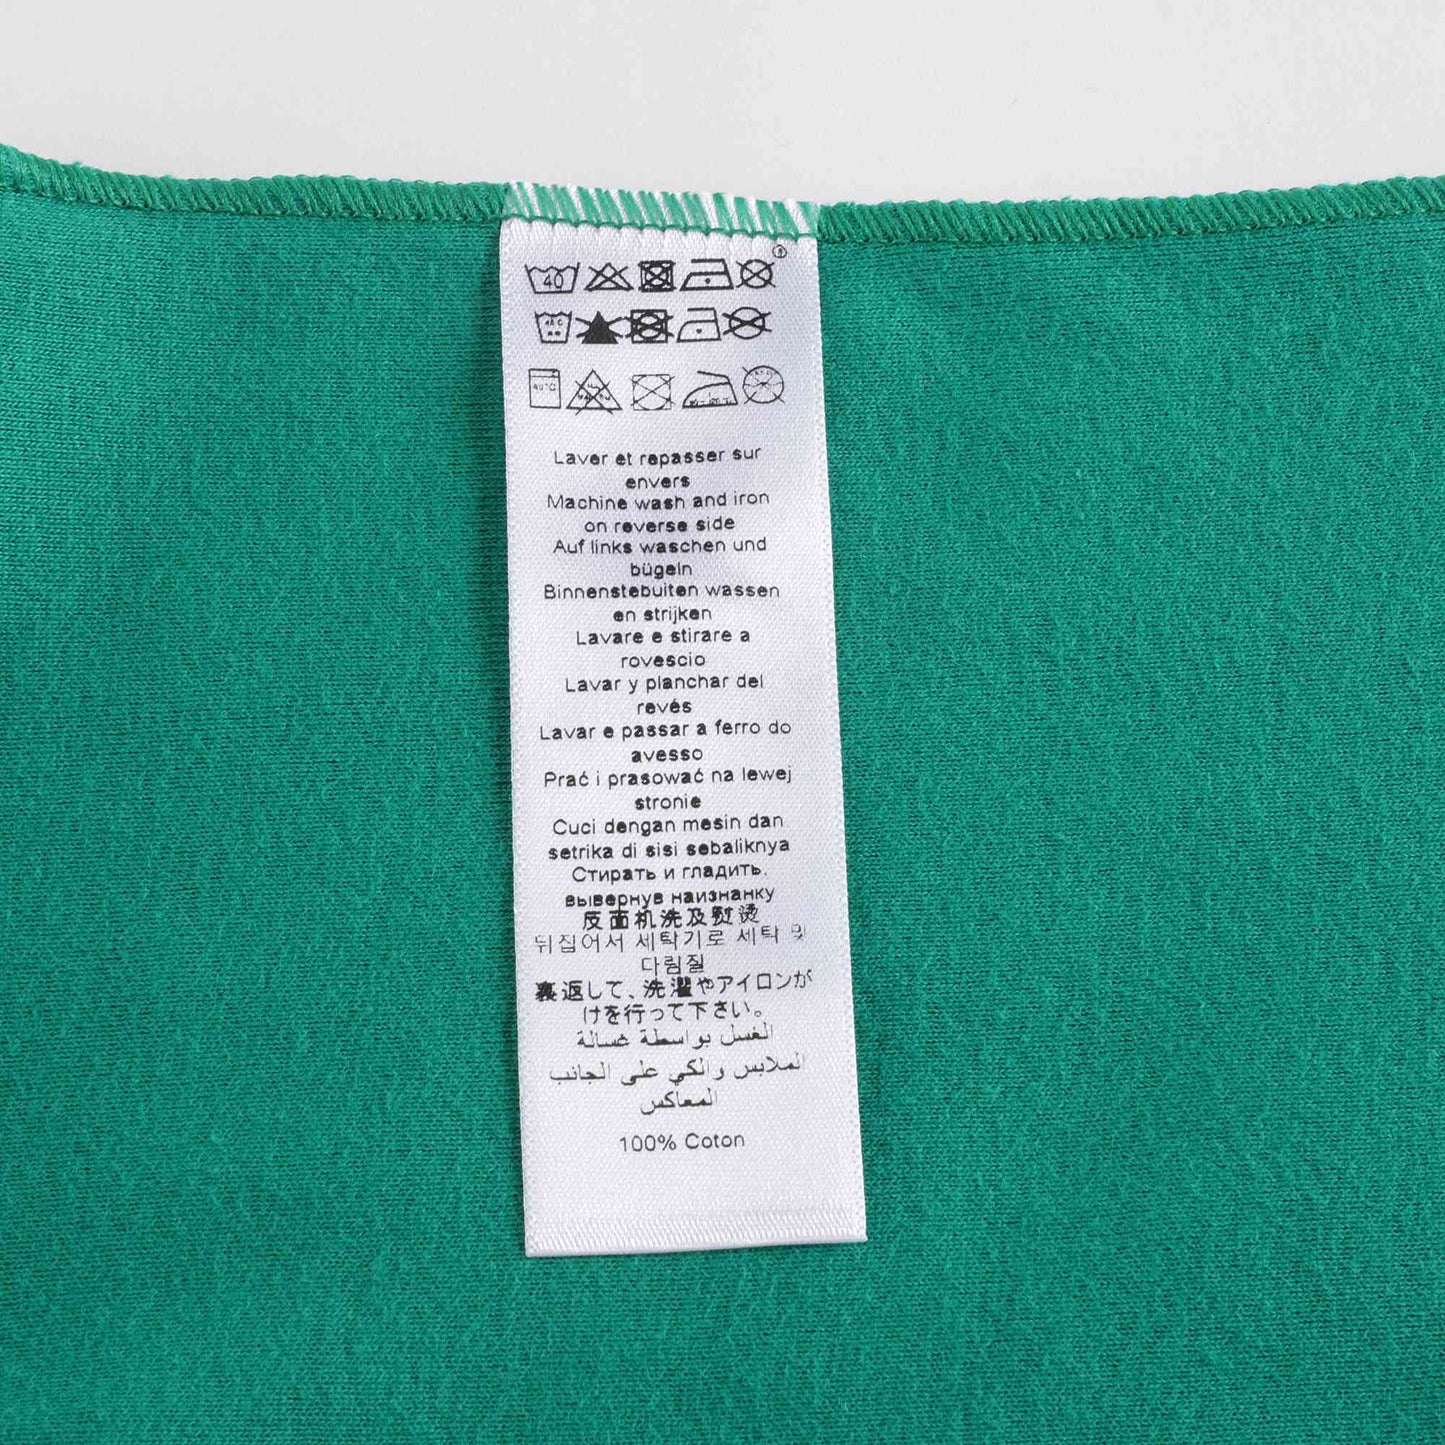 40
40 C
40°C
Laver et repasser sur
envers
Machine wash and iron
on reverse side
Auf links waschen und
bügeln
Binnenstebuiten wassen
en strijken
Lavare e stirare a
rovescio
Lavar y planchar del
revés
Lavar e passar a ferro do
avesso
Prać i prasować na lewej
stronie
Cuci dengan mesin dan
setrika di sisi sebaliknya
Стирать и гладить.
вывернув наизнанку
反面机洗及熨烫
뒤집어서 세탁기로 세탁 및
다림질
裏返して、洗濯やアイロンが
けを行って下さい。
الغسل بواسطة غسالة
الملابس والكي على الجانب
المعاكس
100% Coton